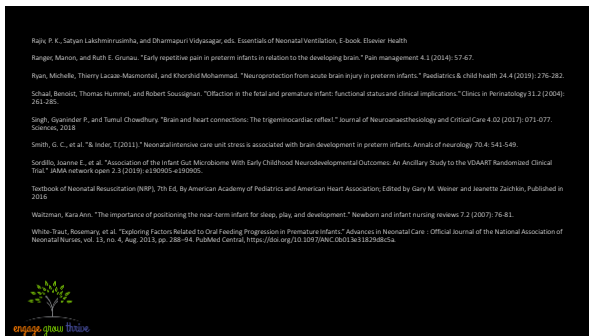 Rajiv, P. K., Satyan Lakshminrusimha, and Dharmapuri Vidyasagar, eds. Essentials of Neonatal Ventilation, E-book. Elsevier Health
Ranger, Manon, and Ruth E. Grunau. "Early repetitive pain in preterm infants in relation to the developing brain." Pain management 4.1 (2014): 57-67.
Ryan, Michelle, Thierry Lacaze-Masmonteil, and Khorshid Mohammad. "Neuroprotection from acute brain injury in preterm infants." Paediatrics & child health 24.4 (2019): 276-282.
Schaal, Benoist, Thomas Hummel, and Robert Soussignan. "Olfaction in the fetal and premature infant: functional status and clinical implications." Clinics in Perinatology 31.2 (2004):
261-285.
Singh, Gyaninder P., and Tumul Chowdhury. "Brain and heart connections: The trigeminocardiac reflex!." Journal of Neuroanaesthesiology and Critical Care 4.02 (2017): 071-077.
Sciences, 2018
Smith, G. C., et al. "& Inder, T.(2011)." Neonatal intensive care unit stress is associated with brain development in preterm infants. Annals of neurology 70.4: 541-549.
Sordillo, Joanne E., et al. "Association of the Infant Gut Microbiome With Early Childhood Neurodevelopmental Outcomes: An Ancillary Study to the VDAART Randomized Clinical
Trial." JAMA network open 2.3 (2019): e190905-e190905.
Textbook of Neonatal Resuscitation (NRP), 7th Ed, By American Academy of Pediatrics and American Heart Association; Edited by Gary M. Weiner and Jeanette Zaichkin, Published in
2016
Waitzman, Kara Ann. "The importance of positioning the near-term infant for sleep, play, and development." Newborn and infant nursing reviews 7.2 (2007): 76-81.
White-Traut, Rosemary, et al. "Exploring Factors Related to Oral Feeding Progression in Premature Infants." Advances in Neonatal Care : Official Journal of the National Association of
Neonatal Nurses, vol. 13, no. 4, Aug. 2013, pp. 288–94. PubMed Central, https://doi.org/10.1097/ANC.0b013e31829d8c5a.
engage grow thrive